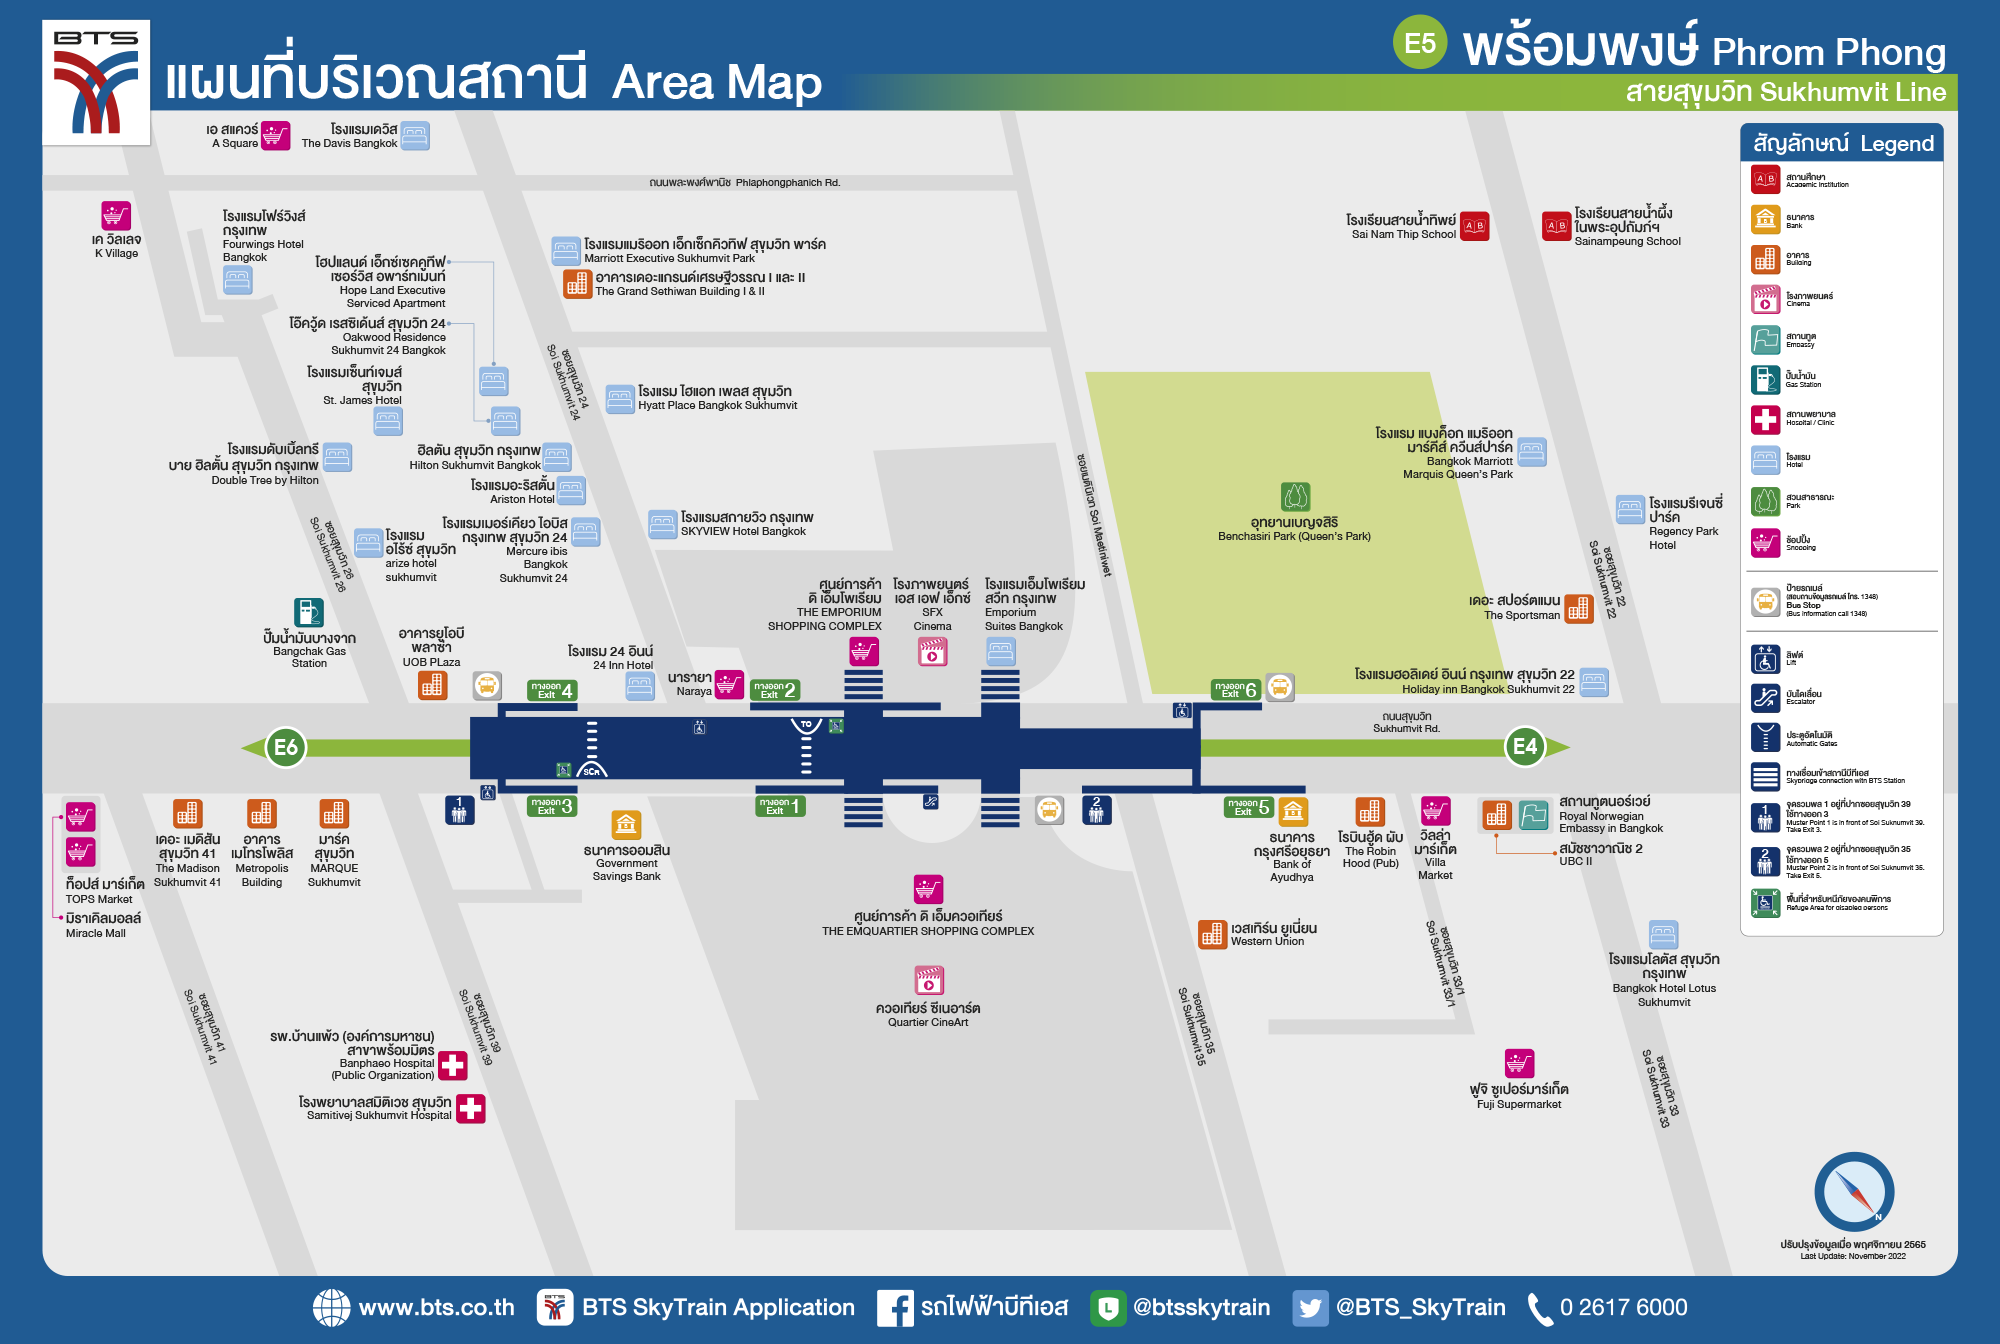 BTS
แผนที่บริเวณสถานี Area Map
E5 พร้อมพงษ์ Phrom Phong
สายสุขุมวิท Sukhumvit Line
เอ สแควร์
A Square
โรงแรมเดวิส
The Davis Bangkok
ถนนพละพงศ์พานิช Phlaphongphanich Rd.
เค วิลเลจ
K Village
โรงแรมโฟร์วิงส์
กรุงเทพ
Fourwings Hotel
Bangkok
โฮปแลนด์ เอ็กซ์เซคคูทีฟ
เซอร์วิส อพาร์ทเมนท์
Hope Land Executive
Serviced Apartment
โอ๊ควู้ด เรสซิเด้นส์ สุขุมวิท 24
Oakwood Residence
Sukhumvit 24 Bangkok
โรงแรมเซ็นท์เจมส์
สุขุมวิท
St. James Hotel
โรงแรมดับเบิ้ลทรี
บาย ฮิลตั้น สุขุมวิท กรุงเทพ
Double Tree by Hilton
โรงแรมแมริออท เอ็กเซ็กคิวทิฟ สุขุมวิท พาร์ค
Marriott Executive Sukhumvit Park
อาคารเดอะแกรนด์เศรษฐีวรรณ I และ II
The Grand Sethiwan Building I & II
ซอยสุขุมวิท 24
Soi Sukhumvit 24
โรงแรม ไฮแอท เพลส สุขุมวิท
Hyatt Place Bangkok Sukhumvit
ฮิลตัน สุขุมวิท กรุงเทพ
Hilton Sukhumvit Bangkok
โรงแรมอะริสตั้น
Ariston Hotel
โรงแรมเมอร์เคียว ไอบิส
กรุงเทพ สุขุมวิท 24
Mercure ibis
Bangkok
Sukhumvit 24
โรงแรมสกายวิว กรุงเทพ
SKYVIEW Hotel Bangkok
ซอยสุขุมวิท 26
Soi Sukhumvit 26
โรงแรม
อไร้ซ์ สุขุมวิท
arize hotel
sukhumvit
ปั๊มน้ำมันบางจาก
Bangchak Gas
Station
อาคารยูโอบี
พลาซ่า
UOB PLaza
โรงแรม 24 อินน์
24 Inn Hotel
นารายา
Naraya
ศูนย์การค้า
ดิ เอ็มโพเรียม
THE EMPORIUM
SHOPPING COMPLEX
โรงภาพยนตร์
เอส เอฟ เอ็กซ์
SFX
Cinema
โรงแรมเอ็มโพเรียม
สวีท กรุงเทพ
Emporium
Suites Bangkok
ซอยเมตินิเวท Soi Maetiniwet
อุทยานเบญจสิริ
Benchasiri Park (Queen's Park)
โรงเรียนสายน้ำทิพย์
Sai Nam Thip School
โรงเรียนสายน้ำผึ้ง
ในพระอุปถัมภ์ฯ
Sainampeung School
โรงแรม แบงค็อก แมริออท
มาร์คีส์ ควีนส์ปาร์ค
Bangkok Marriott
Marquis Queen's Park
โรงแรมรีเจนซี่
ปาร์ค
Regency Park
Hotel
ซอยสุขุมวิท 22
Soi Sukhumvit 22
เดอะ สปอร์ตแมน
The Sportsman
โรงแรมฮอลิเดย์ อินน์ กรุงเทพ สุขุมวิท 22
Holiday inn Bangkok Sukhumvit 22
ทางออก
Exit 4
ทางออก
Exit 2
ทางออก
Exit 6
ถนนสุขุมวิท
Sukhumvit Rd.
E6
SCR
TO
E4
ทางออก
Exit 3
ทางออก
Exit 1
ทางออก
Exit 5
1
2
ท็อปส์ มาร์เก็ต
TOPS Market
มิราเคิลมอลล์
Miracle Mall
เดอะ เมดิสัน
สุขุมวิท 41
The Madison
Sukhumvit 41
อาคาร
เมโทรโพลิส
Metropolis
Building
มาร์ค
สุขุมวิท
MARQUE
Sukhumvit
ธนาคารออมสิน
Government
Savings Bank
ศูนย์การค้า ดิ เอ็มควอเทียร์
THE EMQUARTIER SHOPPING COMPLEX
ควอเทียร์ ซีเนอาร์ต
Quartier CineArt
ธนาคาร
กรุงศรีอยุธยา
Bank of
Ayudhya
โรบินฮู้ด ผับ
The Robin
Hood (Pub)
วิลล่า
มาร์เก็ต
Villa
Market
สถานทูตนอร์เวย์
Royal Norwegian
Embassy in Bangkok
สมัชชาวาณิช 2
UBC II
เวสเทิร์น ยูเนี่ยน
Western Union
ซอยสุขุมวิท 33/1
Soi Sukhumvit 33/1
โรงแรมโลตัส สุขุมวิท
กรุงเทพ
Bangkok Hotel Lotus
Sukhumvit
ซอยสุขุมวิท 41
Soi Sukhumvit 41
ซอยสุขุมวิท 39
Soi Sukhumvit 39
ซอยสุขุมวิท 35
Soi Sukhumvit 35
ซอยสุขุมวิท 33
Soi Sukhumvit 33
รพ.บ้านแพ้ว (องค์การมหาชน)
สาขาพร้อมมิตร
Banphaeo Hospital
(Public Organization)
โรงพยาบาลสมิติเวช สุขุมวิท
Samitivej Sukhumvit Hospital
ฟูจิ ซูเปอร์มาร์เก็ต
Fuji Supermarket
สัญลักษณ์ Legend
A B
สถานศึกษา
Academic Institution
ธนาคาร
Bank
อาคาร
Building
โรงภาพยนตร์
Cinema
สถานทูต
Embassy
ปั๊มน้ำมัน
Gas Station
สถานพยาบาล
Hospital / Clinic
โรงแรม
Hotel
สวนสาธารณะ
Park
ช้อปปิ้ง
Shopping
ป้ายรถเมล์
(สอบถามข้อมูลรถเมล์ โทร. 1348)
Bus Stop
(Bus information call 1348)
ลิฟต์
Lift
บันไดเลื่อน
Escalator
ประตูอัตโนมัติ
Automatic Gates
ทางเชื่อมเข้าสถานีบีทีเอส
Skybridge connection with BTS Station
1
จุดรวมพล 1 อยู่ที่ปากซอยสุขุมวิท 39
ใช้ทางออก 3
Muster Point 1 is in front of Soi Sukhumvit 39.
Take Exit 3.
2
จุดรวมพล 2 อยู่ที่ปากซอยสุขุมวิท 35
ใช้ทางออก 5
Muster Point 2 is in front of Soi Sukhumvit 35.
Take Exit 5.
พื้นที่สำหรับหนีภัยของคนพิการ
Refuge Area for disabled persons
N
ปรับปรุงข้อมูลเมื่อ พฤศจิกายน 2565
Last Update: November 2022
www.bts.co.th
BTS SkyTrain Application
รถไฟฟ้าบีทีเอส
@btsskytrain
@BTS_SkyTrain
0 2617 6000